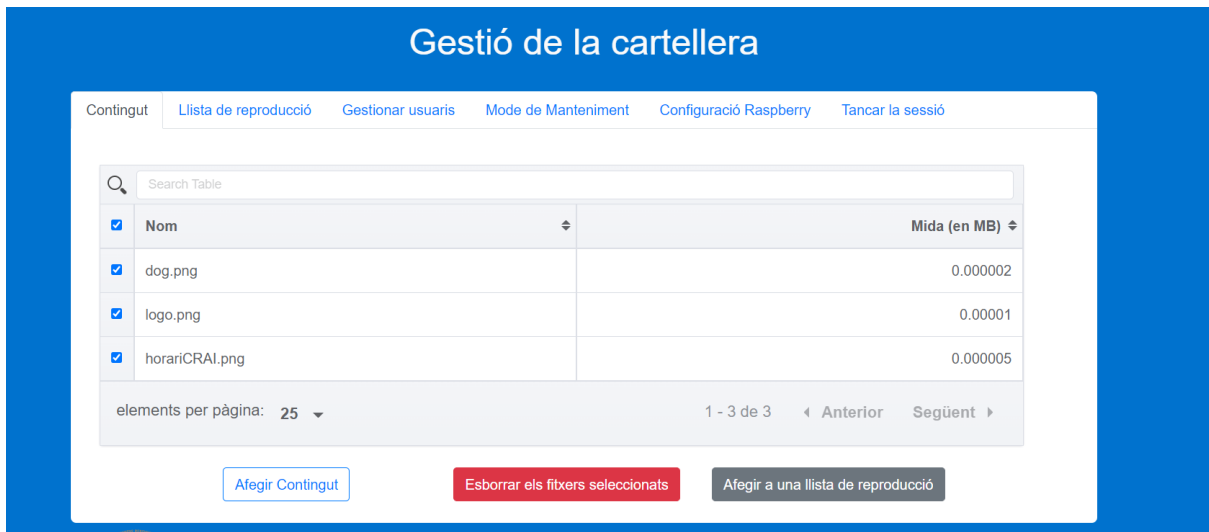 Gestió de la cartellera
Contingut Llista de reproducció Gestionar usuaris Mode de Manteniment Configuració Raspberry Tancar la sessió
Search Table
Nom Mida (en MB)
dog.png 0.000002
logo.png 0.00001
horariCRAI.png 0.000005
elements per pàgina: 25 1 - 3 de 3 Anterior Següent
Afegir Contingut Esborrar els fitxers seleccionats Afegir a una llista de reproducció